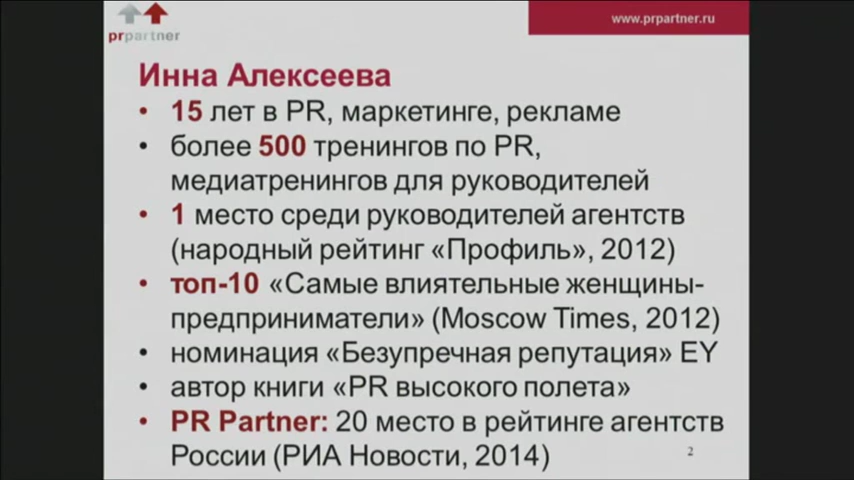 prpartner
www.prpartner.ru
Инна Алексеева
• 15 лет в PR, маркетинге, рекламе
• более 500 тренингов по PR,
медиатренингов для руководителей
• 1 место среди руководителей агентств
(народный рейтинг «Профиль», 2012)
• топ-10 «Самые влиятельные женщины-
предприниматели» (Moscow Times, 2012)
• номинация «Безупречная репутация» EY
• автор книги «PR высокого полета»
• PR Partner: 20 место в рейтинге агентств
России (РИА Новости, 2014)
2